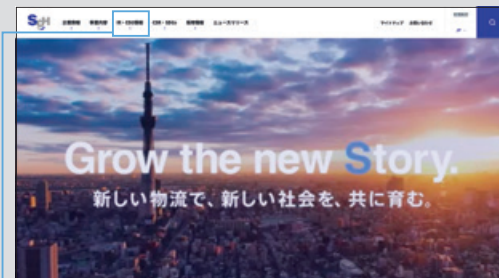 SGH 企業情報 事業内容 IR・ESG情報 CSR・SDGs 採用情報 ニュースリリース サイトマップ お問い合わせ
JP
Grow the new Story.
新しい物流で、新しい社会を、共に育む。